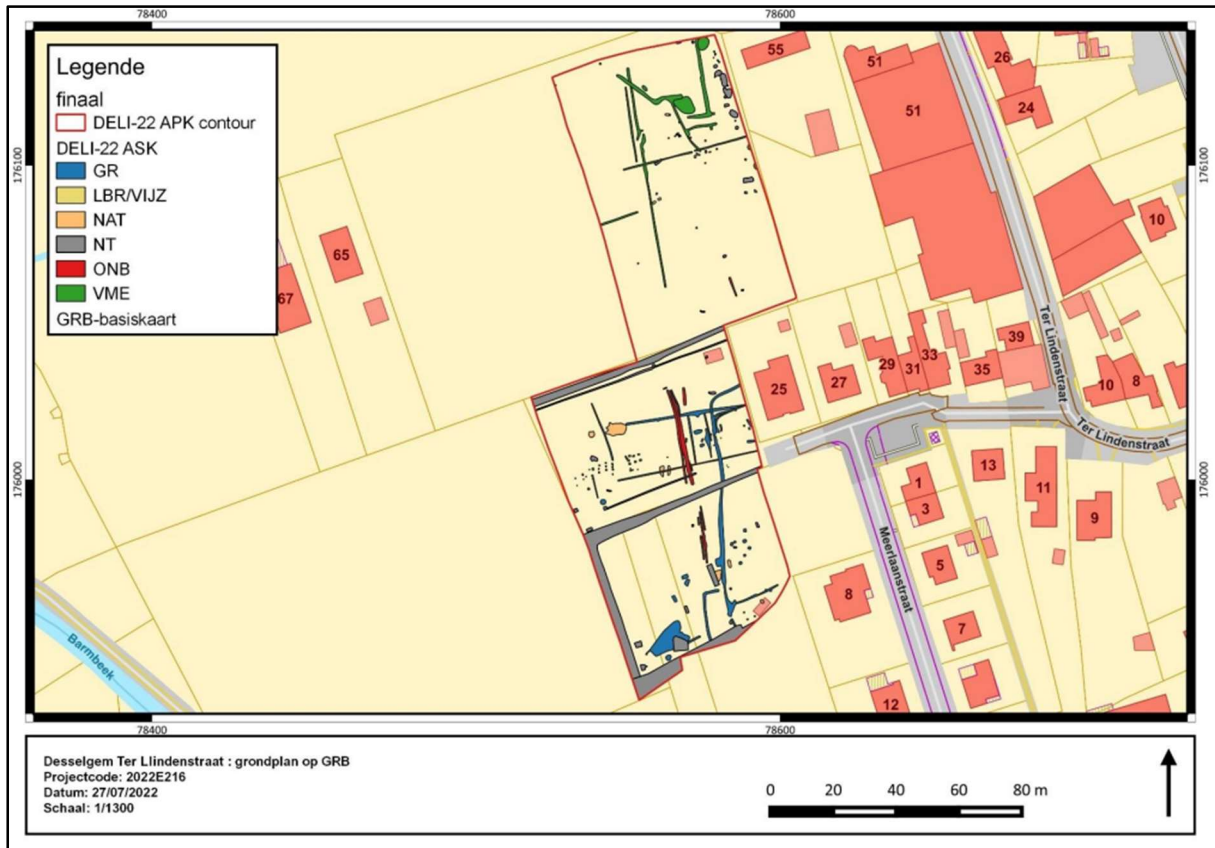 78400
78600
Legende
finaal
DELI-22 APK contour
DELI-22 ASK
GR
LBR/VIJZ
NAT
NT
ONB
VME
GRB-basiskaart
55
51
51
26
24
176100
176100
65
67
10
Ter Lindenstraat
25
27
29
31
33
35
39
10
8
Ter Lindenstraat
176000
176000
1
3
13
11
9
5
Meerlaanstraat
8
7
12
Barmbeek
78400
78600
Desselgem Ter LIindenstraat : grondplan op GRB
Projectcode: 2022E216
Datum: 27/07/2022
Schaal: 1/1300
0 20 40 60 80 m